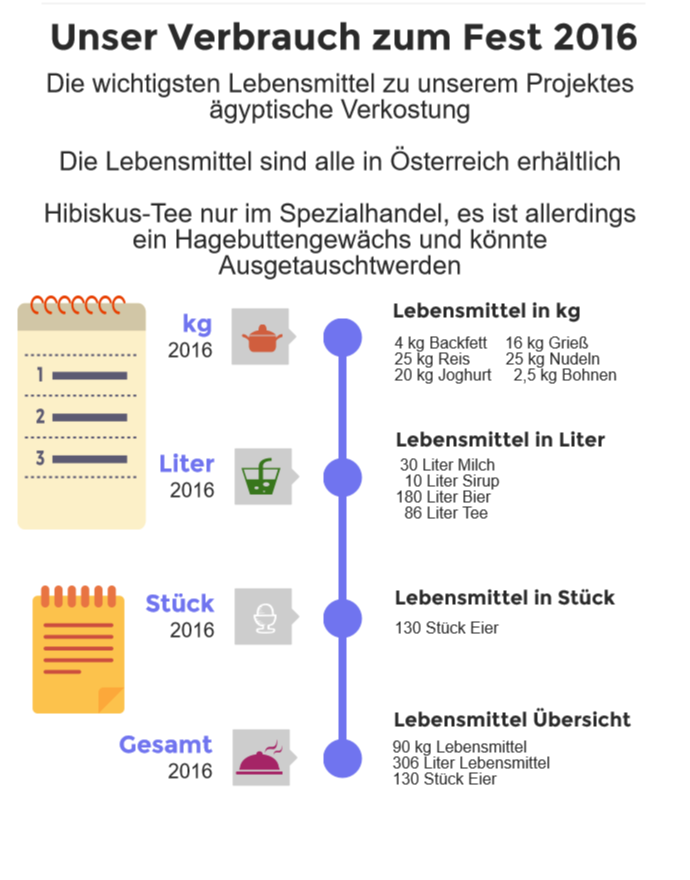 Unser Verbrauch zum Fest 2016
Die wichtigsten Lebensmittel zu unserem Projektes
ägyptische Verkostung
Die Lebensmittel sind alle in Österreich erhältlich
Hibiskus-Tee nur im Spezialhandel, es ist allerdings
ein Hagebuttengewächs und könnte
Ausgetauschtwerden
1
2
3
kg
2016
Lebensmittel in kg
4 kg Backfett 16 kg Grieß
25 kg Reis 25 kg Nudeln
20 kg Joghurt 2,5 kg Bohnen
Liter
2016
Lebensmittel in Liter
30 Liter Milch
10 Liter Sirup
180 Liter Bier
86 Liter Tee
Stück
2016
Lebensmittel in Stück
130 Stück Eier
Gesamt
2016
Lebensmittel Übersicht
90 kg Lebensmittel
306 Liter Lebensmittel
130 Stück Eier